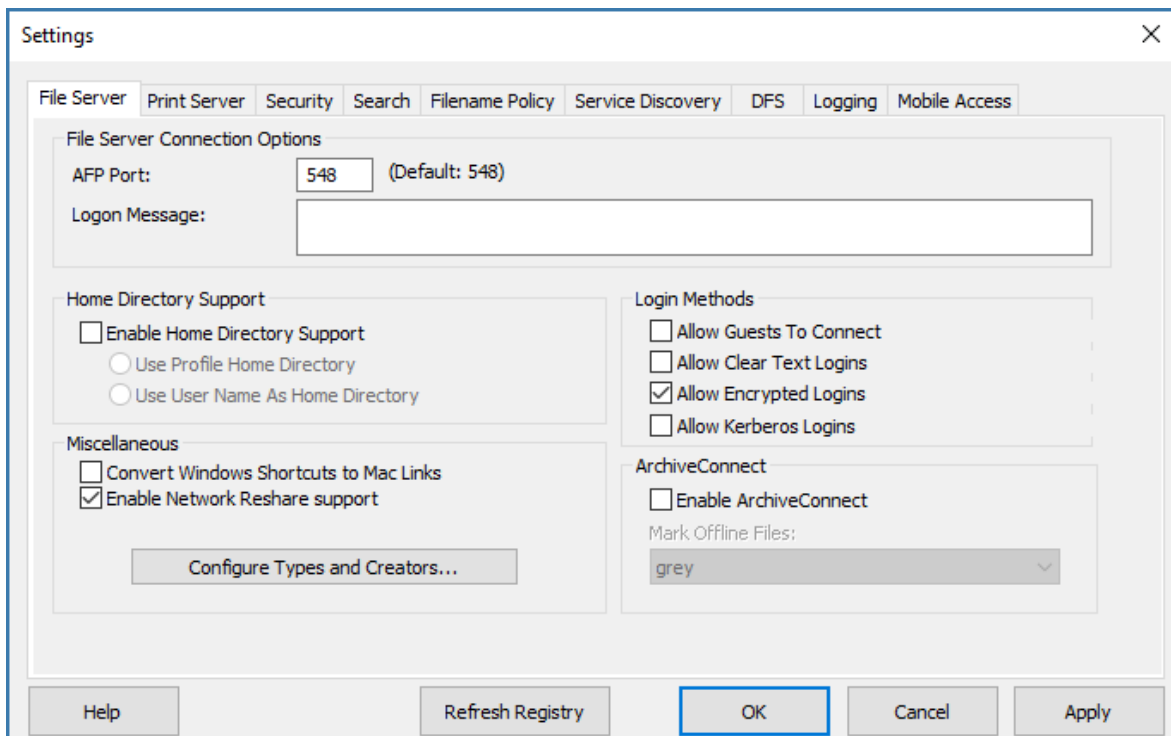 Settings
File Server Print Server Security Search Filename Policy Service Discovery DFS Logging Mobile Access
File Server Connection Options
AFP Port: 548 (Default: 548)
Logon Message:
Home Directory Support
Enable Home Directory Support
Use Profile Home Directory
Use User Name As Home Directory
Login Methods
Allow Guests To Connect
Allow Clear Text Logins
Allow Encrypted Logins
Allow Kerberos Logins
Miscellaneous
Convert Windows Shortcuts to Mac Links
Enable Network Reshare support
Configure Types and Creators...
ArchiveConnect
Enable ArchiveConnect
Mark Offline Files:
grey
Help Refresh Registry OK Cancel Apply